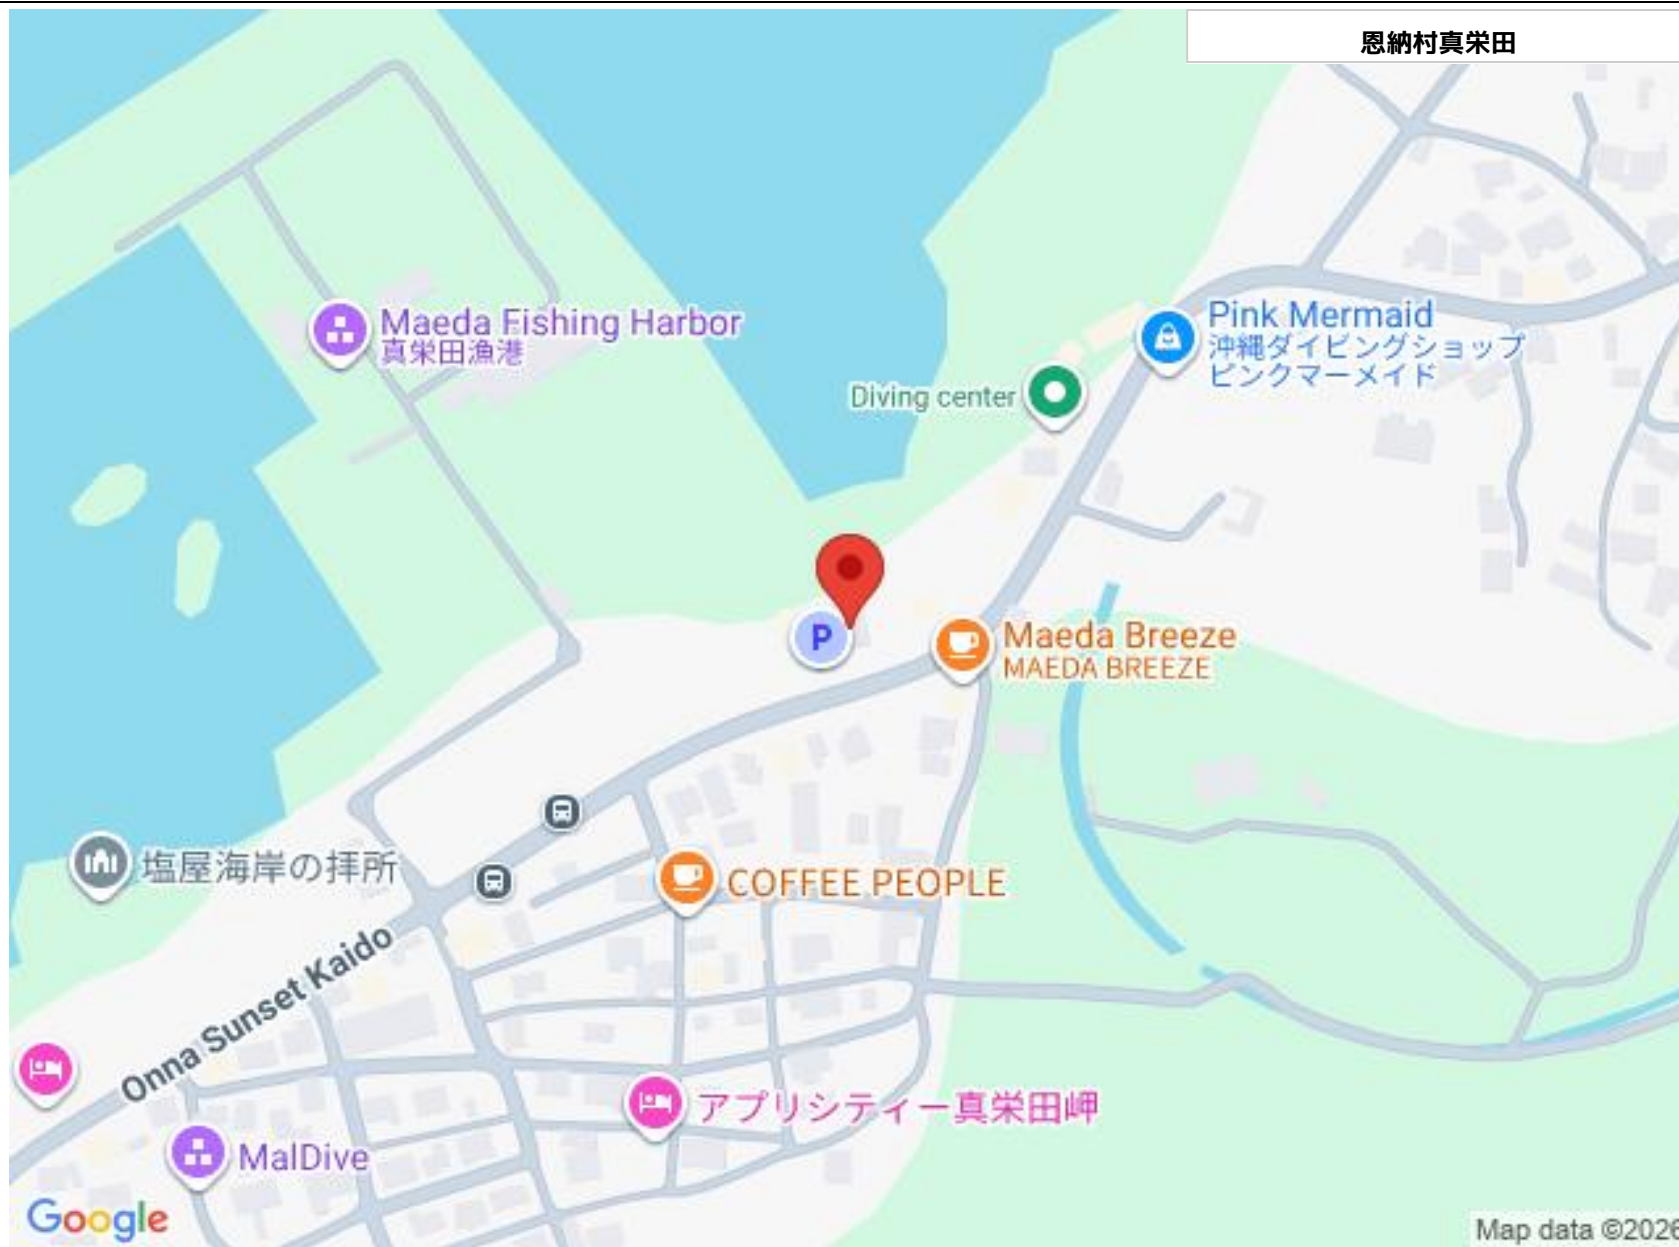 恩納村真栄田
Maeda Fishing Harbor
真栄田漁港
Pink Mermaid
沖縄ダイビングショップ
ピンクマーメイド
Diving center
P
Maeda Breeze
MAEDA BREEZE
塩屋海岸の拝所
COFFEE PEOPLE
Onna Sunset Kaido
アプリシティー真栄田岬
MalDive
Google
Map data ©2026